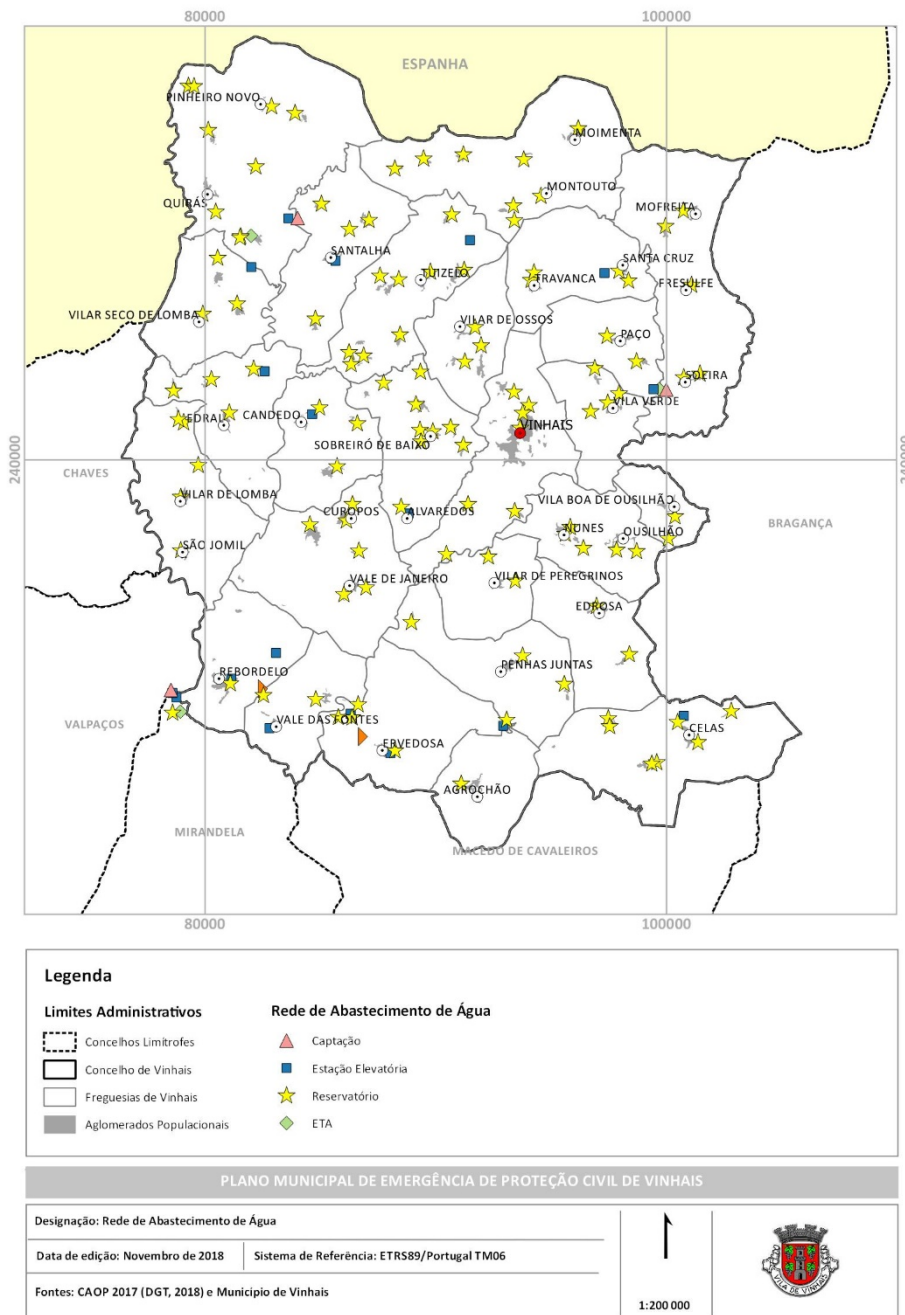 80000 100000
ESPANHA
PINHEIRO NOVO
MOIMENTA
MONTOUTO
QUIRÁS
MOFREITA
SANTALHA
SANTA CRUZ
TUIZELO
TRAVANCA
FRESULFE
VILAR SECO DE LOMBA
VILAR DE OSSOS
PAÇO
SOEIRA
VILA VERDE
EDRAL
CANDEDO
VINHAIS
SOBREIRÓ DE BAIXO
240000 240000
CHAVES
VILAR DE LOMBA
VILA BOA DE OUSILHÃO
CUROPOS
ALVAREDOS
BRAGANÇA
NUNES
OUSILHÃO
SÃO JOMIL
VALE DE JANEIRO
VILAR DE PEREGRINOS
EDROSA
REBORDELO
PENHAS JUNTAS
VALPAÇOS
VALE DAS FONTES
CELAS
ERVEDOSA
AGROCHÃO
MIRANDELA
MACEDO DE CAVALEIROS
80000 100000
Legenda
Limites Administrativos
Concelhos Limítrofes
Concelho de Vinhais
Freguesias de Vinhais
Aglomerados Populacionais
Rede de Abastecimento de Água
Captação
Estação Elevatória
Reservatório
ETA
PLANO MUNICIPAL DE EMERGÊNCIA DE PROTEÇÃO CIVIL DE VINHAIS
Designação: Rede de Abastecimento de Água
Data de edição: Novembro de 2018 Sistema de Referência: ETRS89/Portugal TM06
Fontes: CAOP 2017 (DGT, 2018) e Municipio de Vinhais
1:200 000
VILA DE VINHAIS